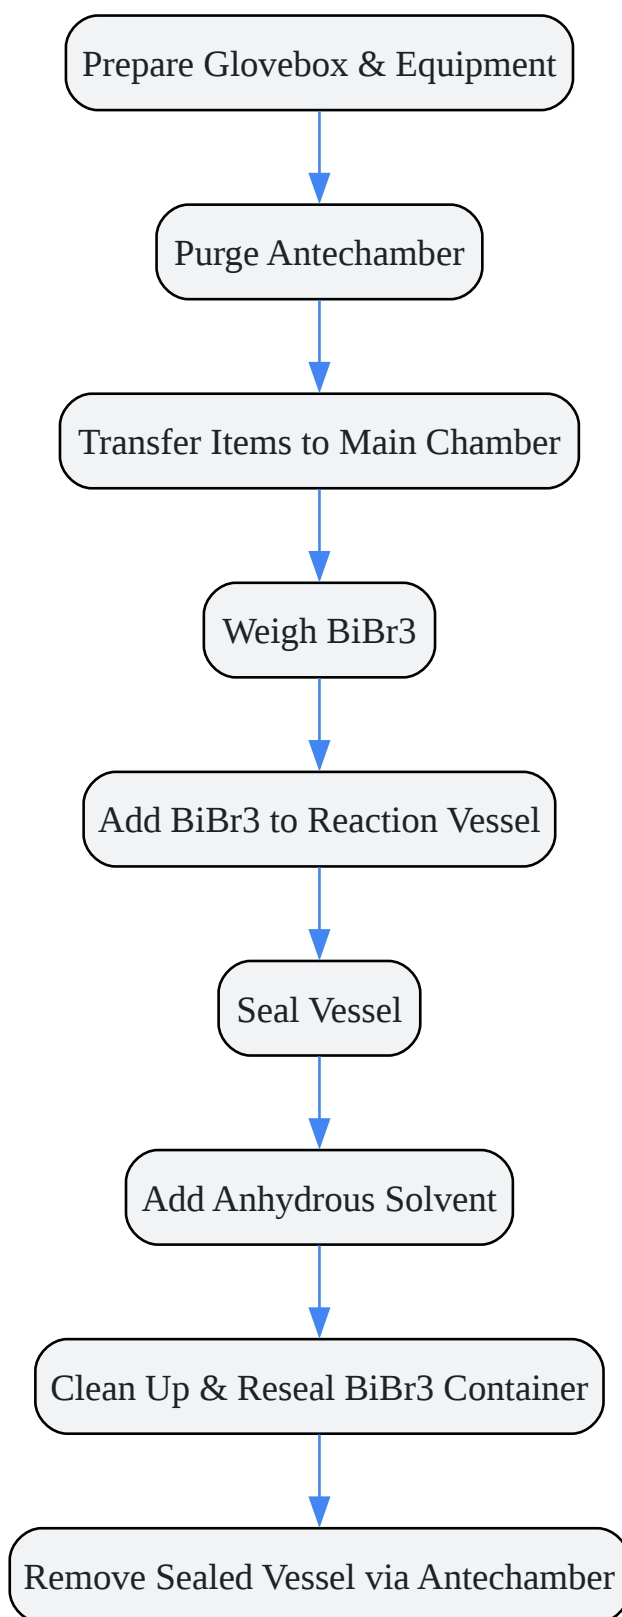 Prepare Glovebox & Equipment
Purge Antechamber
Transfer Items to Main Chamber
Weigh BiBr3
Add BiBr3 to Reaction Vessel
Seal Vessel
Add Anhydrous Solvent
Clean Up & Reseal BiBr3 Container
Remove Sealed Vessel via Antechamber